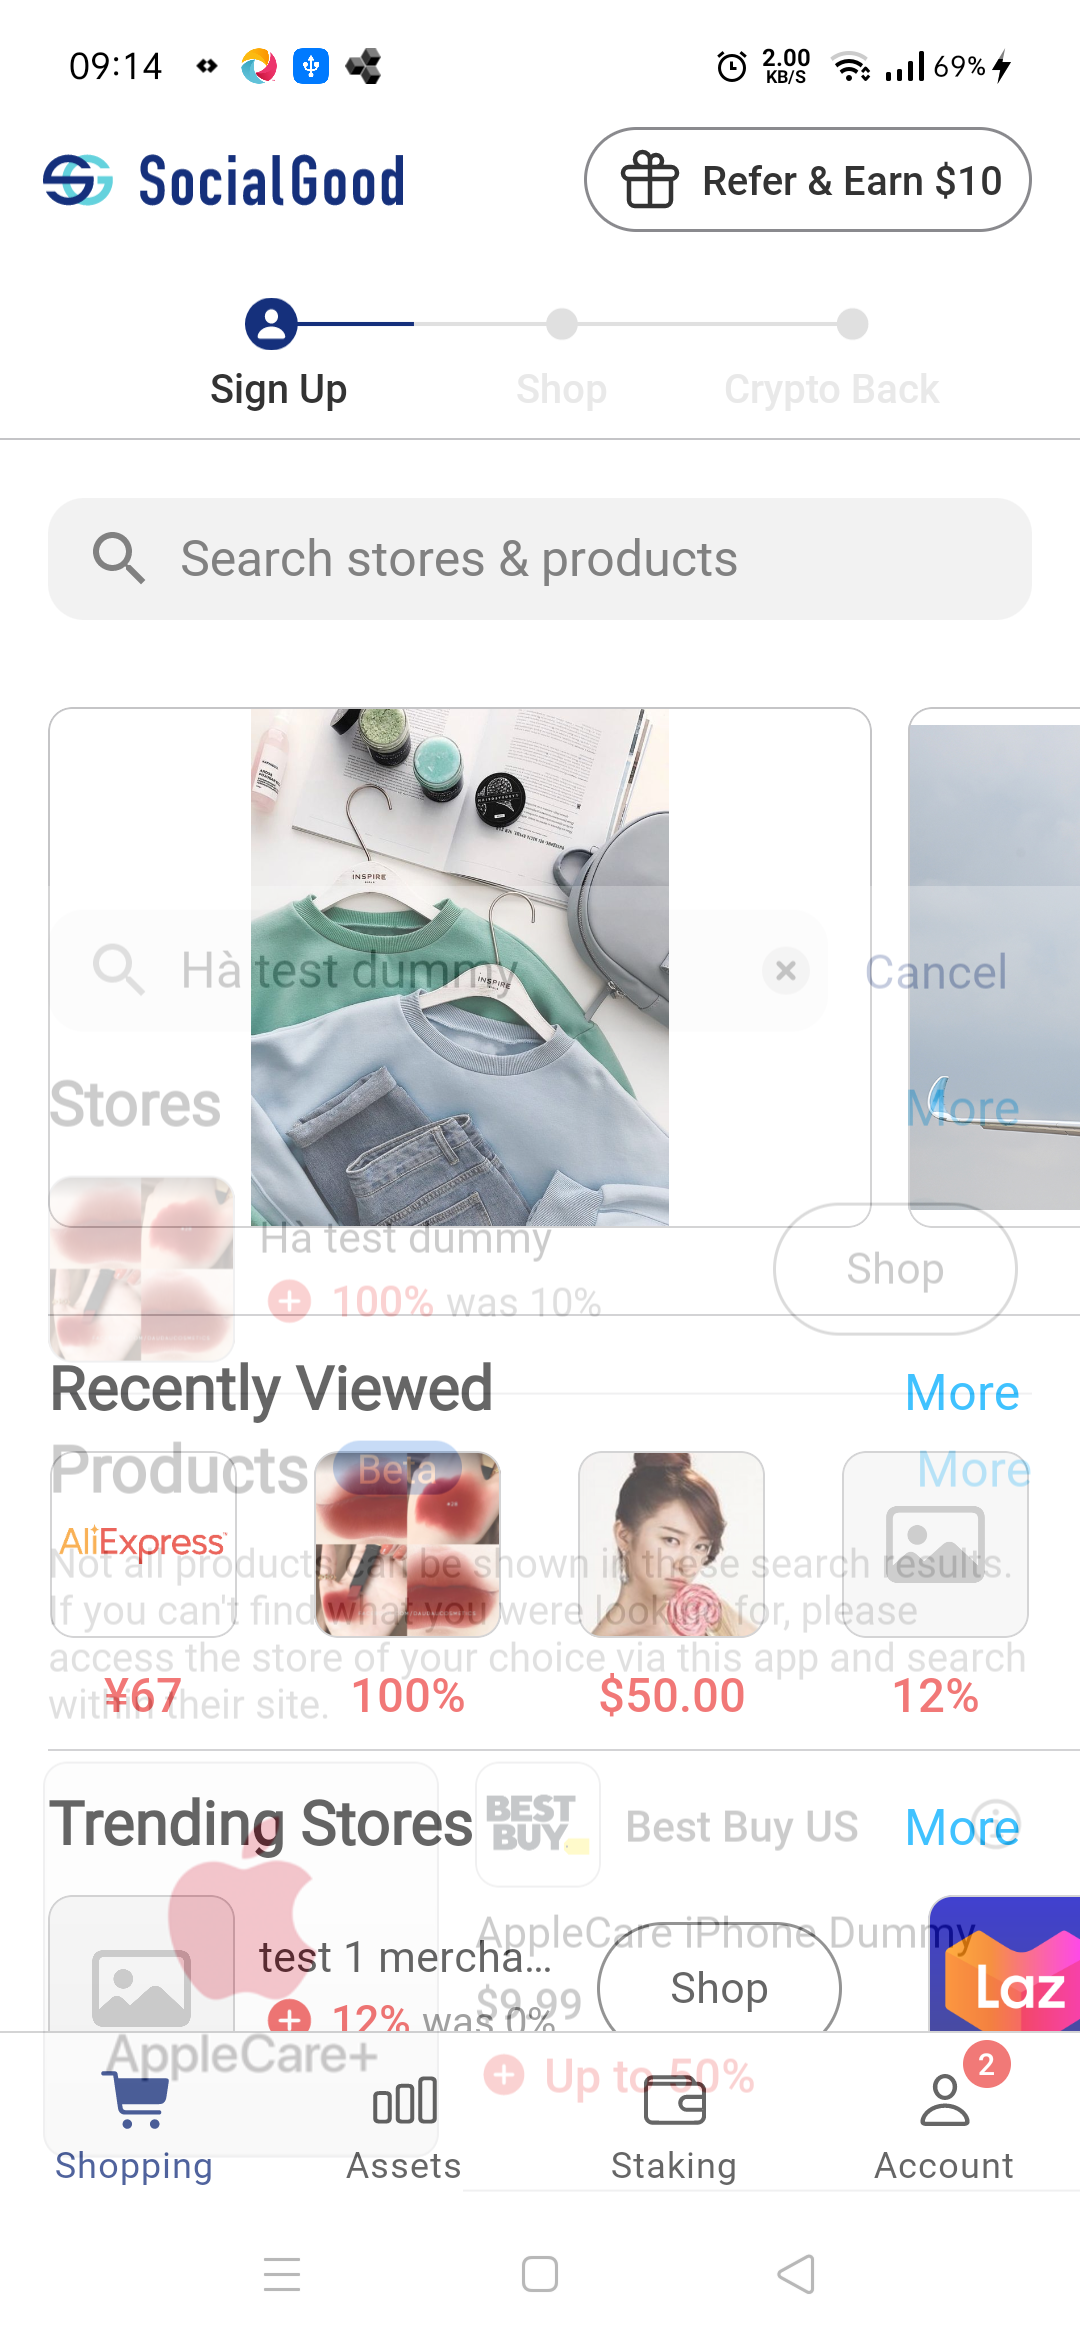 09:14
2.00
KB/S
69%
SocialGood
Refer & Earn $10
Sign Up
Shop
Crypto Back
Search stores & products
INSPIRE
INSPIRE
Hà test dummy
Cancel
Stores
More
Hà test dummy
100% was 10%
Shop
Recently Viewed
More
Products
Beta
More
AliExpress
Not all products can be shown in these search results.
If you can't find what you were looking for, please
access the store of your choice via this app and search
within their site.
¥67
100%
$50.00
12%
Trending Stores
More
BEST
BUY
Best Buy US
AppleCare iPhone Dummy
test 1 mercha...
Shop
Laz
$9.99
12% was 0%
AppleCare+
Up to 50%
2
Shopping
Assets
Staking
Account